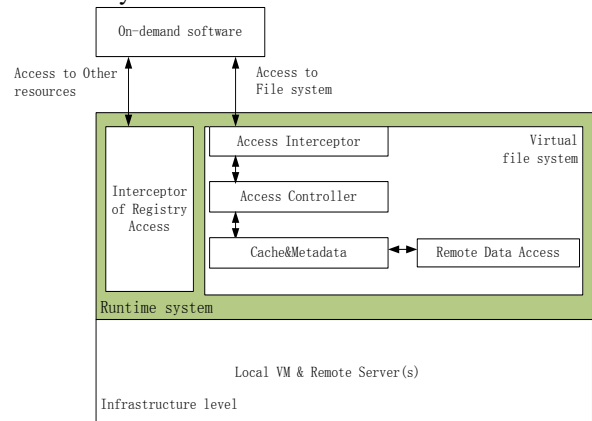 On-demand software
Access to Other
resources
Access to
File system
Access Interceptor
Virtual
file system
Interceptor
of Registry
Access
Access Controller
Cache&Metadata
Remote Data Access
Runtime system
Local VM & Remote Server(s)
Infrastructure level